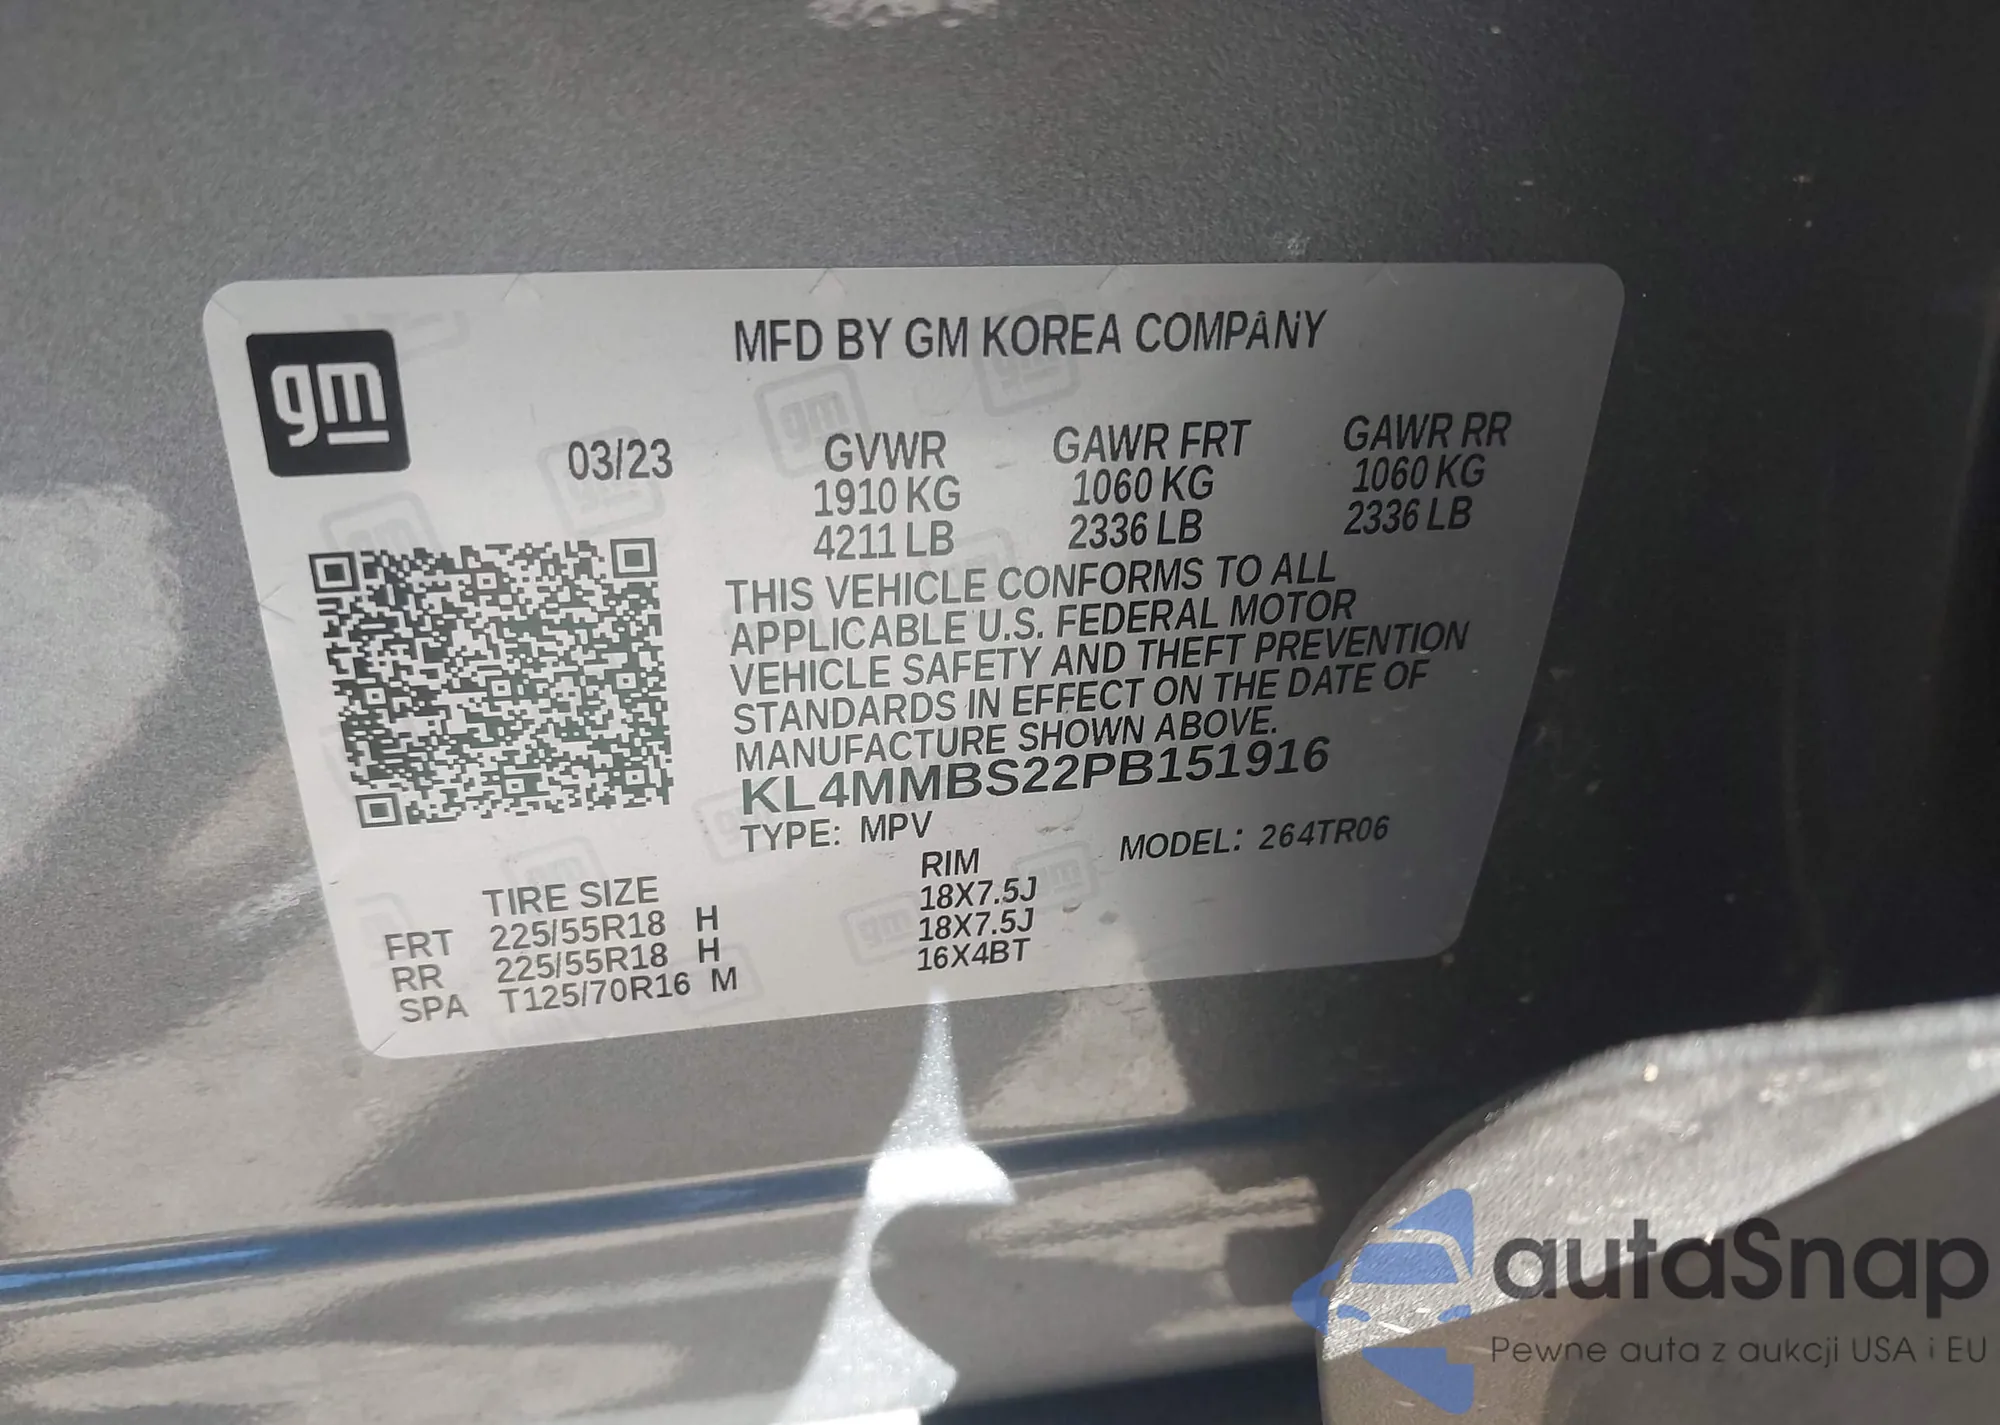 gm
MFD BY GM KOREA COMPANY
03/23
GVWR GAWR FRT GAWR RR
1910 KG 1060 KG 1060 KG
4211 LB 2336 LB 2336 LB
THIS VEHICLE CONFORMS TO ALL
APPLICABLE U.S. FEDERAL MOTOR
VEHICLE SAFETY AND THEFT PREVENTION
STANDARDS IN EFFECT ON THE DATE OF
MANUFACTURE SHOWN ABOVE.
KL4MMBS22PB151916
TYPE: MPV MODEL: 264TR06
TIRE SIZE RIM
FRT 225/55R18 H 18X7.5J
RR 225/55R18 H 18X7.5J
SPA T125/70R16 M 16X4BT
autaSnap
Pewne auta z aukcji USA i EU